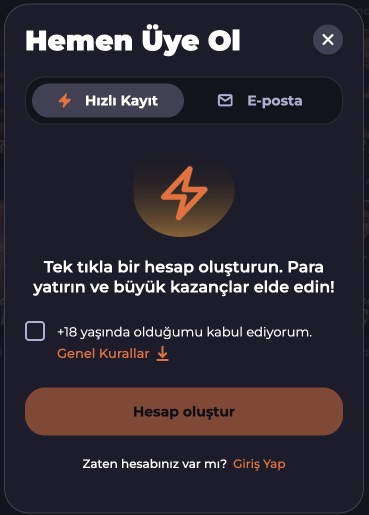 Hemen Üye Ol
Hızlı Kayıt
E-posta
Tek tıkla bir hesap oluşturun. Para
yatırın ve büyük kazançlar elde edin!
+18 yaşında olduğumu kabul ediyorum.
Genel Kurallar
Hesap oluştur
Zaten hesabınız var mı? Giriş Yap